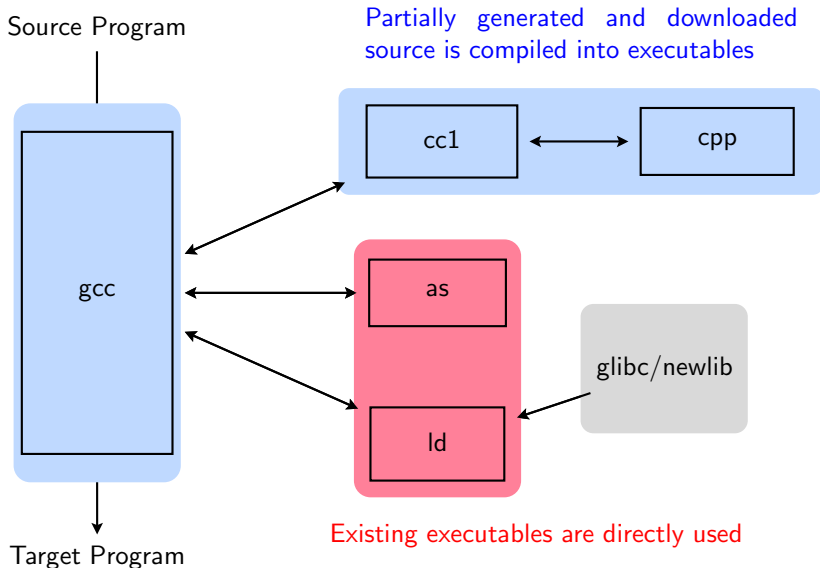 Source Program
Partially generated and downloaded
source is compiled into executables
cc1
cpp
gcc
as
glibc/newlib
ld
Existing executables are directly used
Target Program